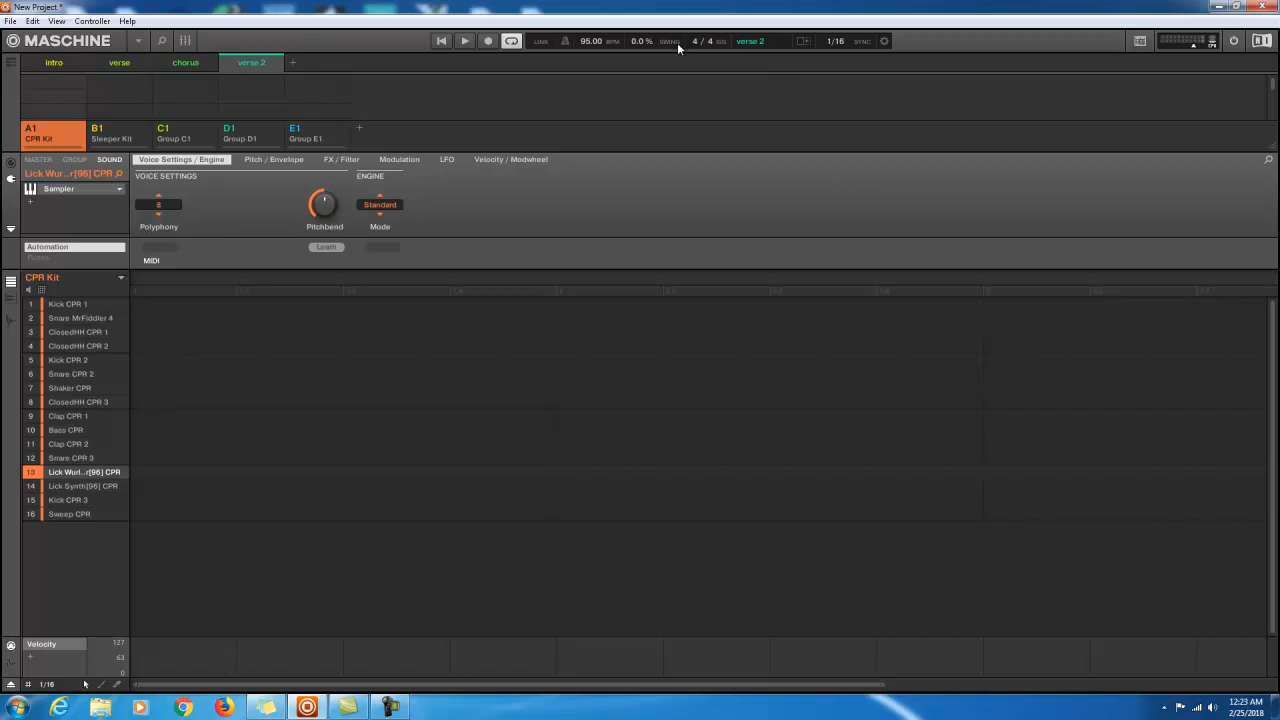 New Project *
File Edit View Controller Help
MASCHINE
LINK 95.00 BPM 0.0 % SWING 4 / 4 SIG verse 2 1/16 SYNC
CPU
intro verse chorus verse 2 +
A1 B1 C1 D1 E1 +
CPR Kit Sleeper Kit Group C1 Group D1 Group E1
MASTER GROUP SOUND Voice Settings / Engine Pitch / Envelope FX / Filter Modulation LFO Velocity / Modwheel
Lick Wur...r[96] CPR VOICE SETTINGS ENGINE
Sampler
+ 8 Standard
Polyphony Pitchbend Mode
Automation Learn
MIDI
CPR Kit
1 Kick CPR 1
2 Snare MrFiddler 4
3 ClosedHH CPR 1
4 ClosedHH CPR 2
5 Kick CPR 2
6 Snare CPR 2
7 Shaker CPR
8 ClosedHH CPR 3
9 Clap CPR 1
10 Bass CPR
11 Clap CPR 2
12 Snare CPR 3
13 Lick Wurl...r[96] CPR
14 Lick Synth[96] CPR
15 Kick CPR 3
16 Sweep CPR
Velocity 127
+ 63
0
1/16
12:23 AM
2/25/2018